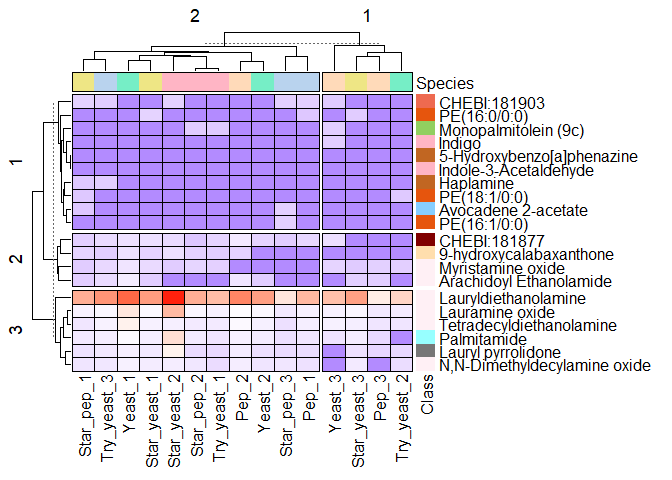 2
1
Species
1
CHEBI:181903
PE(16:0/0:0)
Monopalmitolein (9c)
Indigo
5-Hydroxybenzo[a]phenazine
Indole-3-Acetaldehyde
Haplamine
PE(18:1/0:0)
Avocadene 2-acetate
PE(16:1/0:0)
2
CHEBI:181877
9-hydroxycalabaxanthone
Myristamine oxide
Arachidoyl Ethanolamide
3
Lauryldiethanolamine
Lauramine oxide
Tetradecyldiethanolamine
Palmitamide
Lauryl pyrrolidone
N,N-Dimethyldecylamine oxide
Star_pep_1
Try_yeast_3
Yeast_1
Star_yeast_1
Star_yeast_2
Star_pep_2
Try_yeast_1
Pep_2
Yeast_2
Star_pep_3
Pep_1
Yeast_3
Star_yeast_3
Pep_3
Try_yeast_2
Class